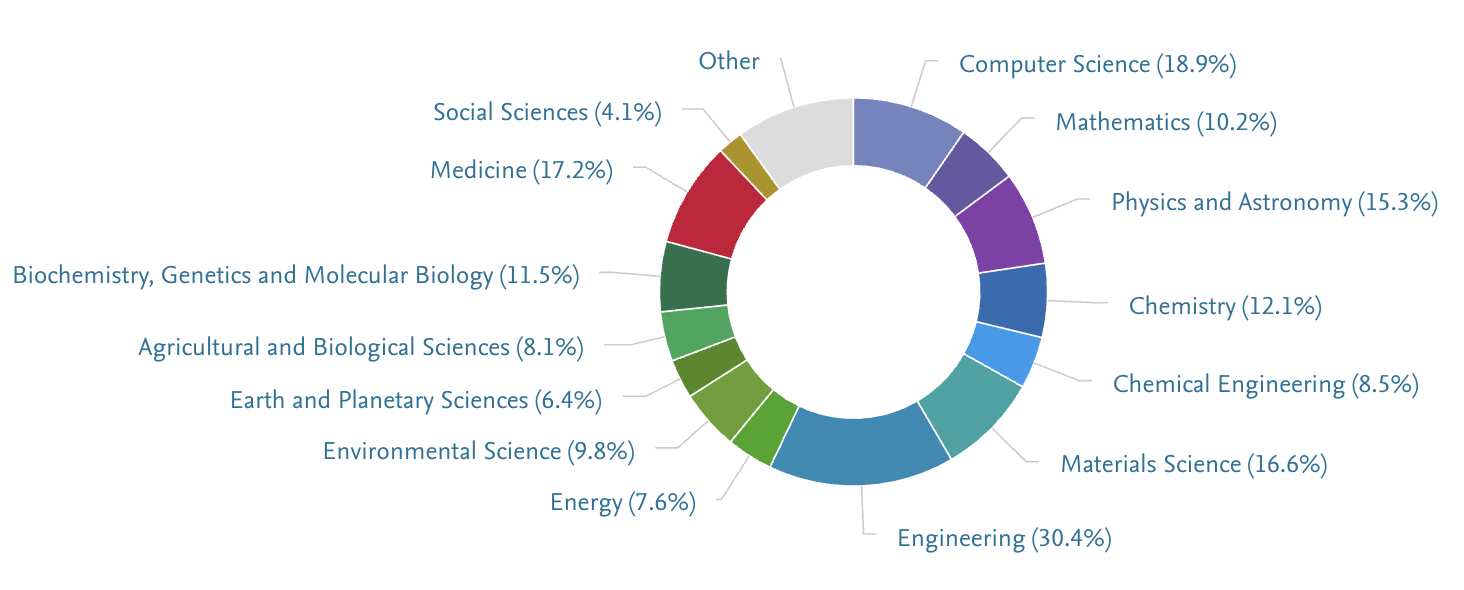 Other
Computer Science (18.9%)
Social Sciences (4.1%)
Mathematics (10.2%)
Medicine (17.2%)
Physics and Astronomy (15.3%)
Biochemistry, Genetics and Molecular Biology (11.5%)
Chemistry (12.1%)
Agricultural and Biological Sciences (8.1%)
Chemical Engineering (8.5%)
Earth and Planetary Sciences (6.4%)
Environmental Science (9.8%)
Materials Science (16.6%)
Energy (7.6%)
Engineering (30.4%)